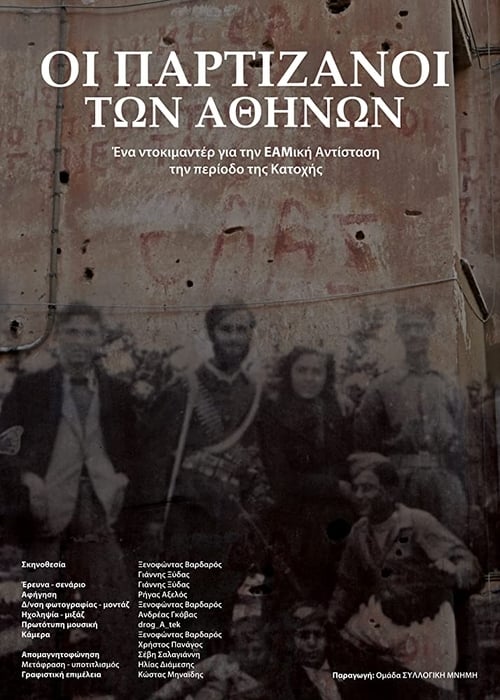 ΟΙ ΠΑΡΤΙΖΑΝΟΙ
ΤΩΝ ΑΘΗΝΩΝ
Ένα ντοκιμαντέρ για την ΕΑΜική Αντίσταση
την περίοδο της Κατοχής
ΕΛΑΣ
Σκηνοθεσία Ξενοφώντας Βαρδαρός
Γιάννης Ξύδας
Έρευνα - σενάριο Γιάννης Ξύδας
Αφήγηση Ρήγας Αξελός
Δ/νση φωτογραφίας - μοντάζ Ξενοφώντας Βαρδαρός
Ηχοληψία - μιξάζ Ανδρέας Γκόβας
Πρωτότυπη μουσική drog_A_tek
Κάμερα Ξενοφώντας Βαρδαρός
Χρήστος Πανάγος
Απομαγνητοφώνηση Σέβη Σαλαγιάννη
Μετάφραση - υποτιτλισμός Ηλίας Διάμεσης
Γραφιστική επιμέλεια Κώστας Μηναΐδης
Παραγωγή: Ομάδα ΣΥΛΛΟΓΙΚΗ ΜΝΗΜΗ